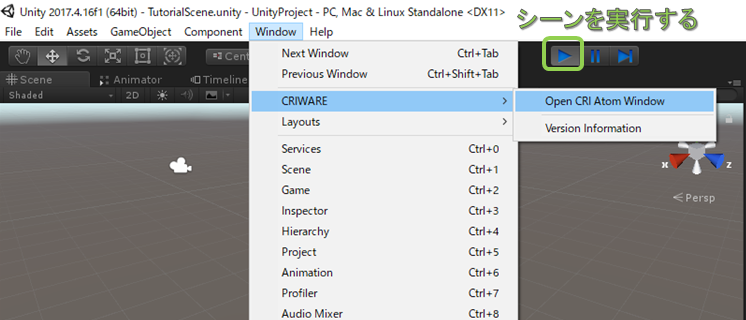 Unity 2017.4.16f1 (64bit) - TutorialScene.unity - UnityProject - PC, Mac & Linux Standalone <DX11>
シーンを実行する
File Edit Assets GameObject Component Window Help
Cent
Next Window Ctrl+Tab
Previous Window Ctrl+Shift+Tab
Scene Animator Timeline
Shaded 2D
CRIWARE
Open CRI Atom Window
Layouts
Version Information
Services Ctrl+0
Scene Ctrl+1
x z
Game Ctrl+2
Persp
Inspector Ctrl+3
Hierarchy Ctrl+4
Project Ctrl+5
Animation Ctrl+6
Profiler Ctrl+7
Audio Mixer Ctrl+8